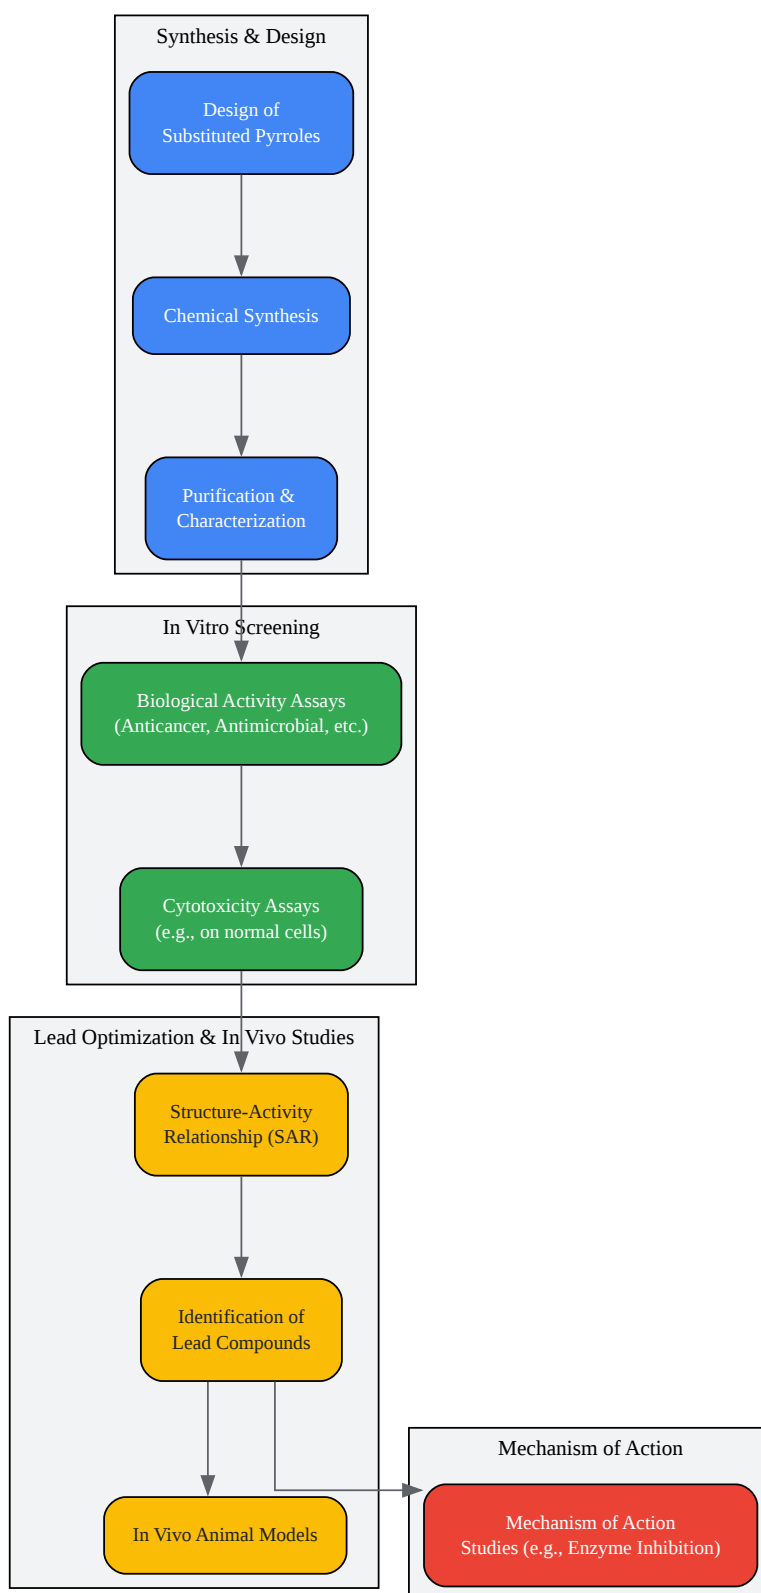 Synthesis & Design
Design of
Substituted Pyrroles
Chemical Synthesis
Purification &
Characterization
In Vitro Screening
Biological Activity Assays
(Anticancer, Antimicrobial, etc.)
Cytotoxicity Assays
(e.g., on normal cells)
Lead Optimization & In Vivo Studies
Structure-Activity
Relationship (SAR)
Identification of
Lead Compounds
In Vivo Animal Models
Mechanism of Action
Mechanism of Action
Studies (e.g., Enzyme Inhibition)